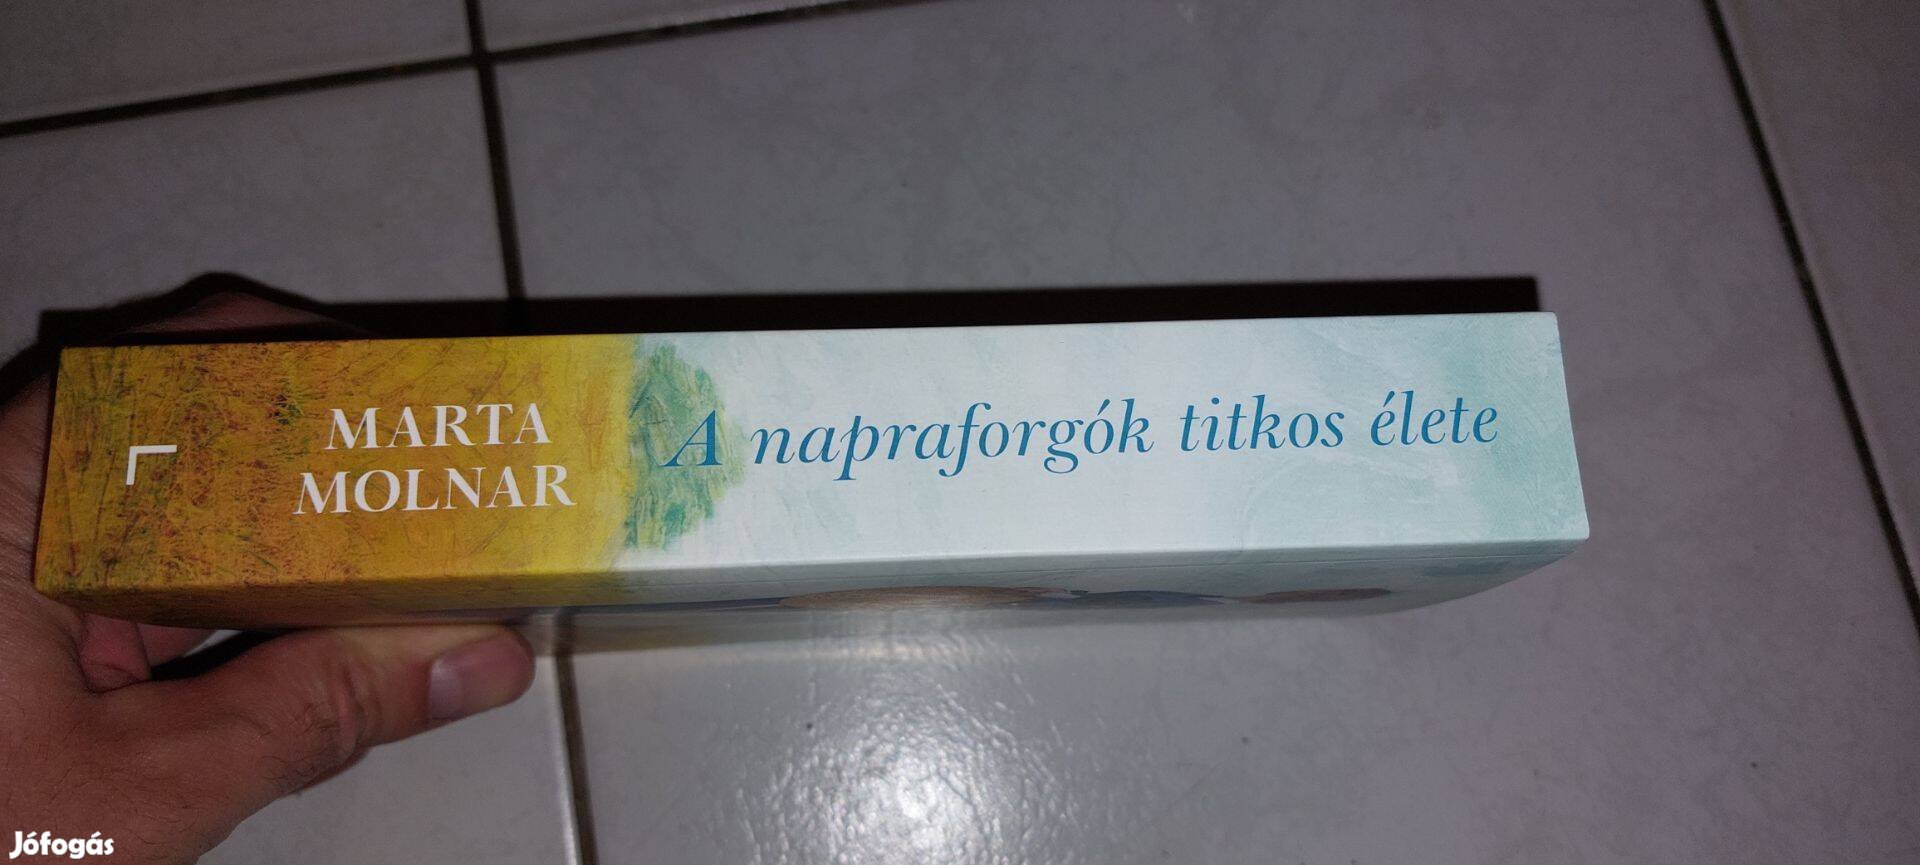 MARTA
MOLNAR
A napraforgók titkos élete
Jófogás